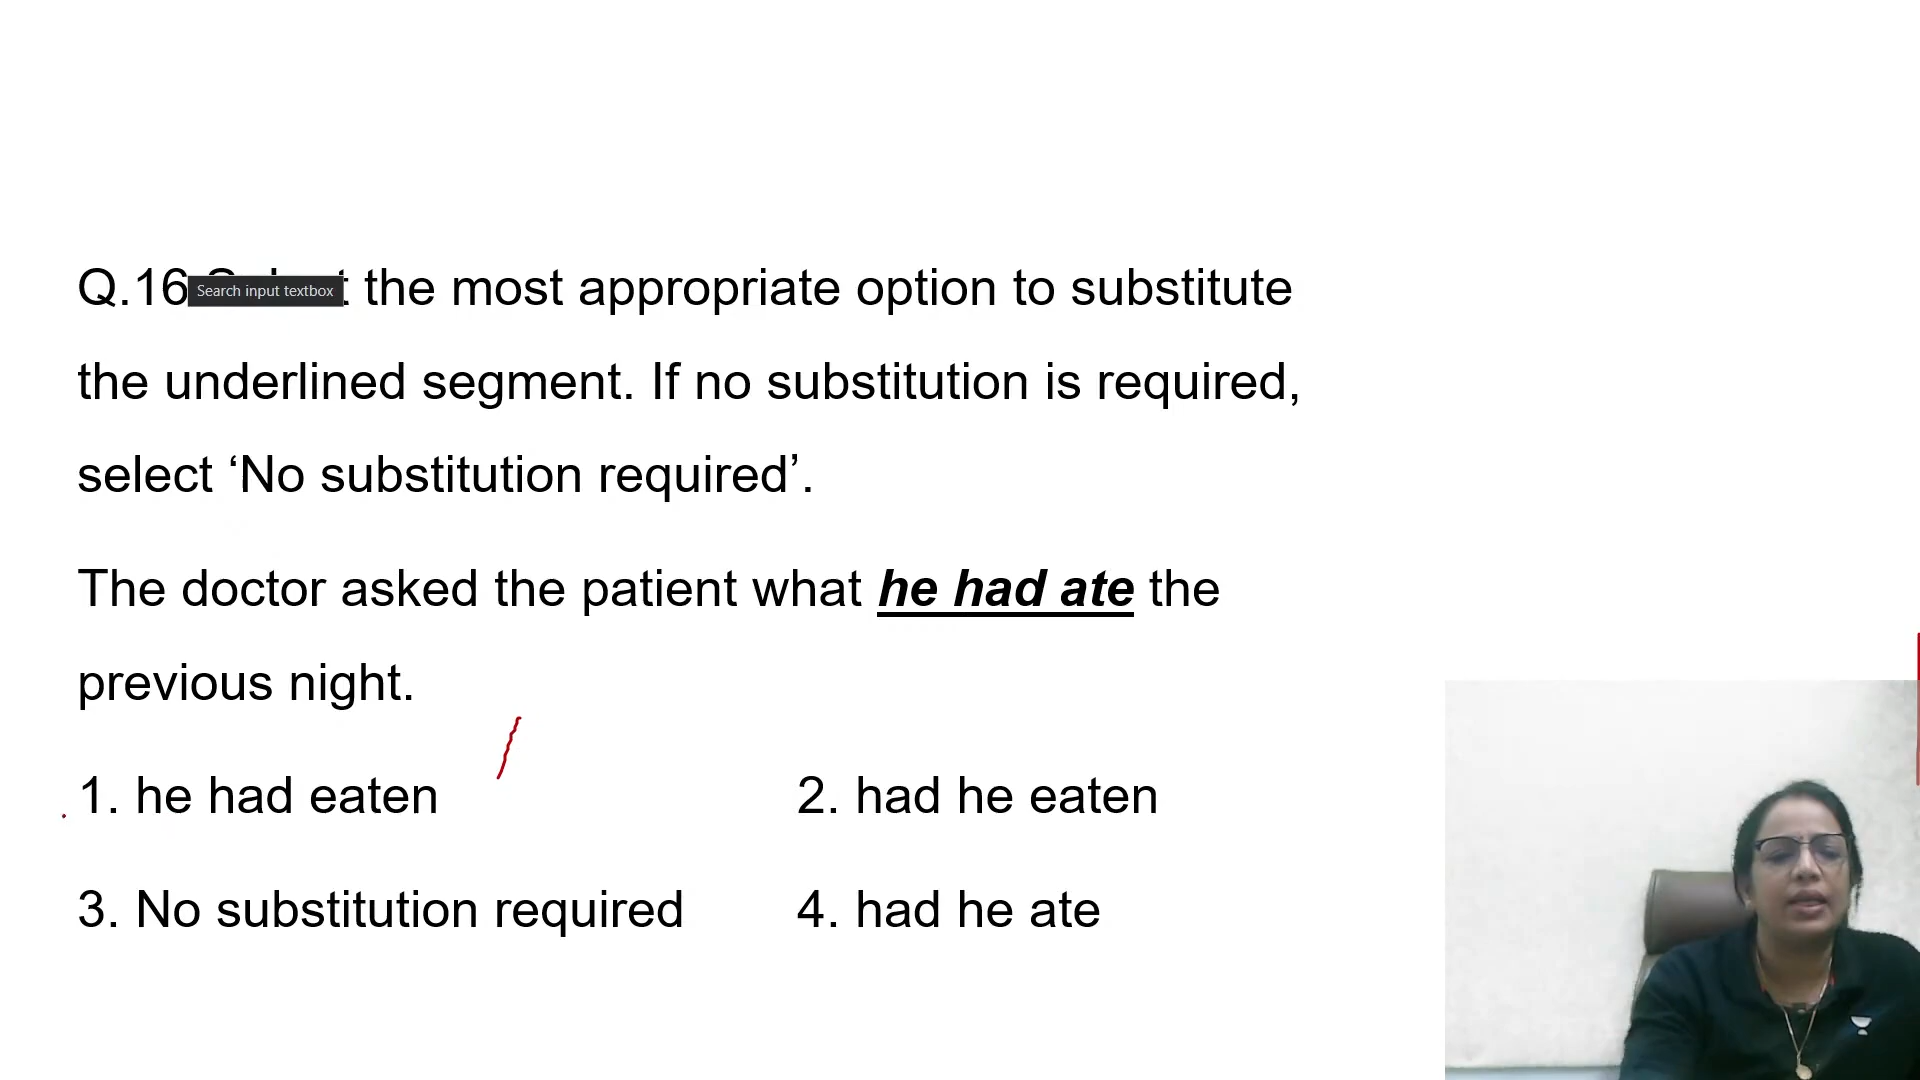 Q.16 the most appropriate option to substitute
Search input textbox
the underlined segment. If no substitution is required,
select ‘No substitution required’.
The doctor asked the patient what he had ate the
previous night.
1. he had eaten 2. had he eaten
3. No substitution required 4. had he ate